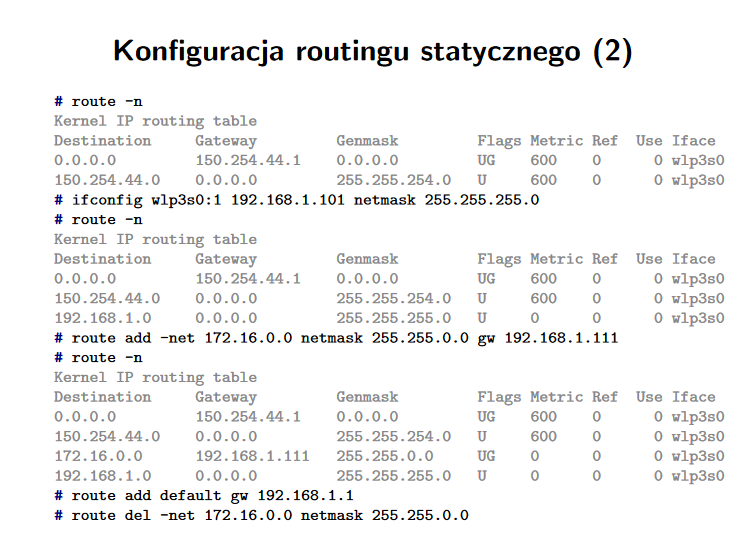 Konfiguracja routingu statycznego (2)
# route -n
Kernel IP routing table
Destination Gateway Genmask Flags Metric Ref Use Iface
0.0.0.0 150.254.44.1 0.0.0.0 UG 600 0 0 wlp3s0
150.254.44.0 0.0.0.0 255.255.254.0 U 600 0 0 wlp3s0
# ifconfig wlp3s0:1 192.168.1.101 netmask 255.255.255.0
# route -n
Kernel IP routing table
Destination Gateway Genmask Flags Metric Ref Use Iface
0.0.0.0 150.254.44.1 0.0.0.0 UG 600 0 0 wlp3s0
150.254.44.0 0.0.0.0 255.255.254.0 U 600 0 0 wlp3s0
192.168.1.0 0.0.0.0 255.255.255.0 U 0 0 0 wlp3s0
# route add -net 172.16.0.0 netmask 255.255.0.0 gw 192.168.1.111
# route -n
Kernel IP routing table
Destination Gateway Genmask Flags Metric Ref Use Iface
0.0.0.0 150.254.44.1 0.0.0.0 UG 600 0 0 wlp3s0
150.254.44.0 0.0.0.0 255.255.254.0 U 600 0 0 wlp3s0
172.16.0.0 192.168.1.111 255.255.0.0 UG 0 0 0 wlp3s0
192.168.1.0 0.0.0.0 255.255.255.0 U 0 0 0 wlp3s0
# route add default gw 192.168.1.1
# route del -net 172.16.0.0 netmask 255.255.0.0